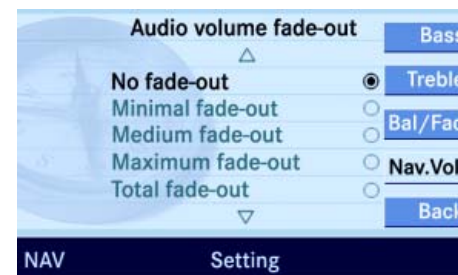 Audio volume fade-out
Bass
No fade-out
Treble
Minimal fade-out
Medium fade-out
Bal/Fad
Maximum fade-out
Nav.Vol
Total fade-out
Back
NAV
Setting